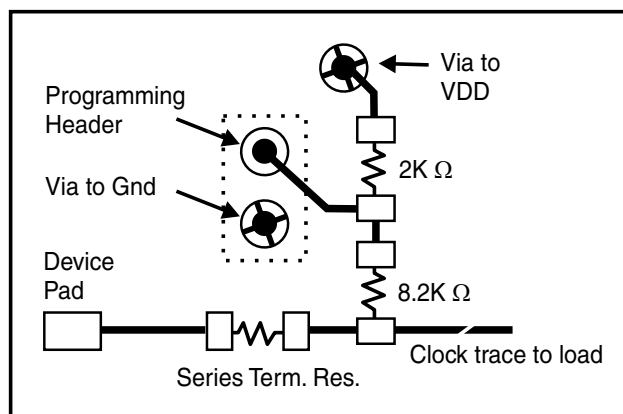 Via to
VDD
Programming
Header
2K Ω
Via to Gnd
Device
Pad
8.2K Ω
Clock trace to load
Series Term. Res.